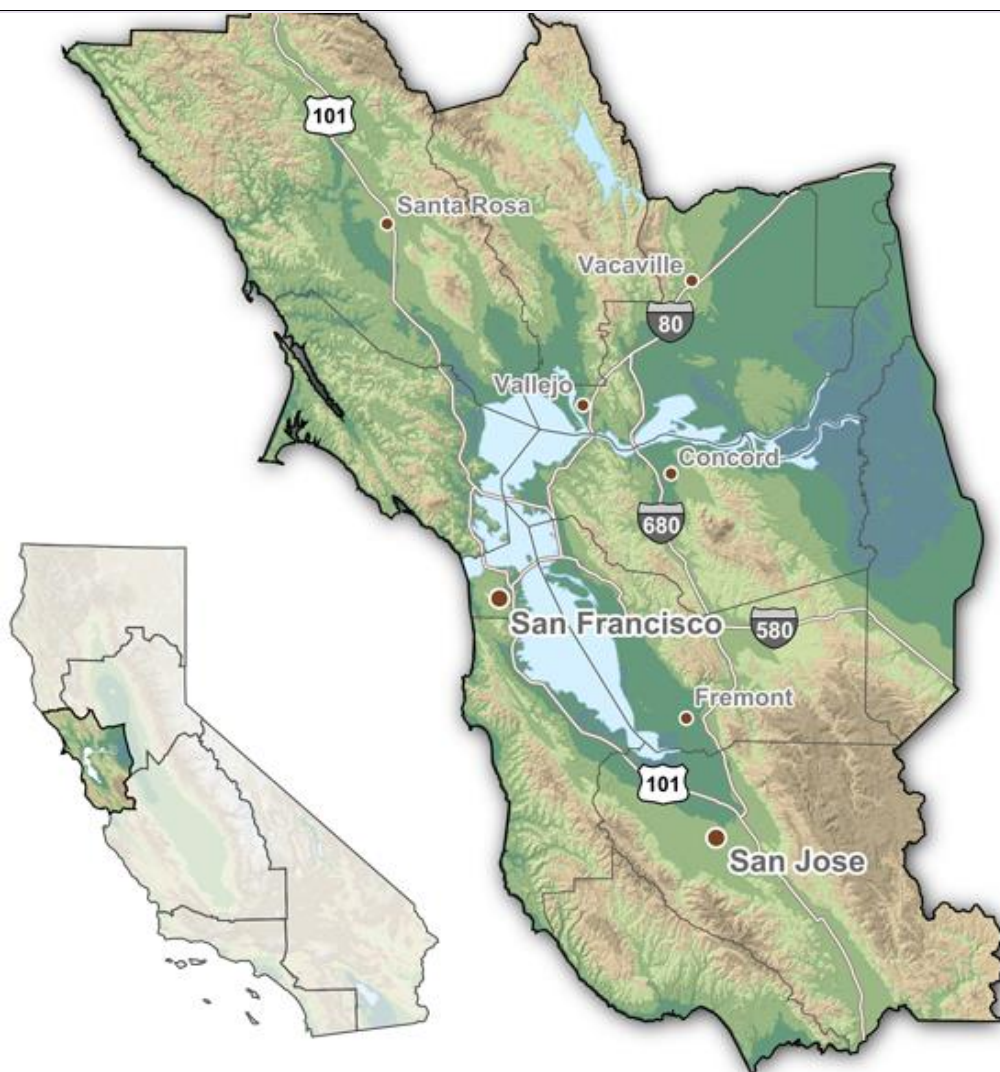 101
Santa Rosa
Vacaville
80
Vallejo
Concord
680
San Francisco
580
Fremont
101
San Jose